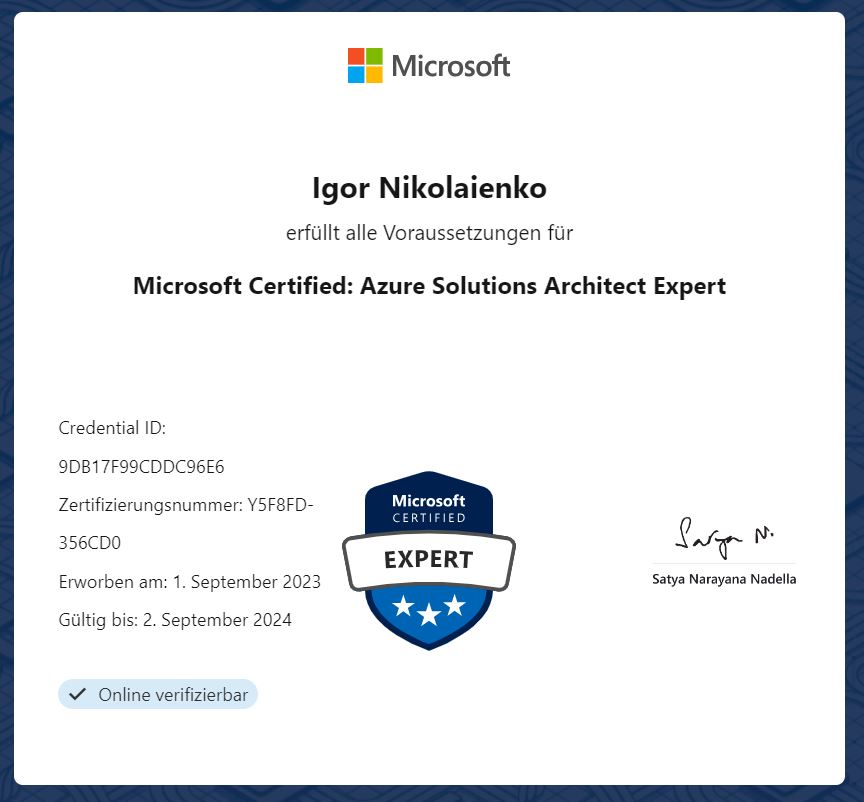 Microsoft
Igor Nikolaienko
erfüllt alle Voraussetzungen für
Microsoft Certified: Azure Solutions Architect Expert
Credential ID:
9DB17F99CDDC96E6
Zertifizierungsnummer: Y5F8FD-
356CD0
Erworben am: 1. September 2023
Gültig bis: 2. September 2024
Online verifizierbar
Microsoft
CERTIFIED
EXPERT
Satya N.
Satya Narayana Nadella